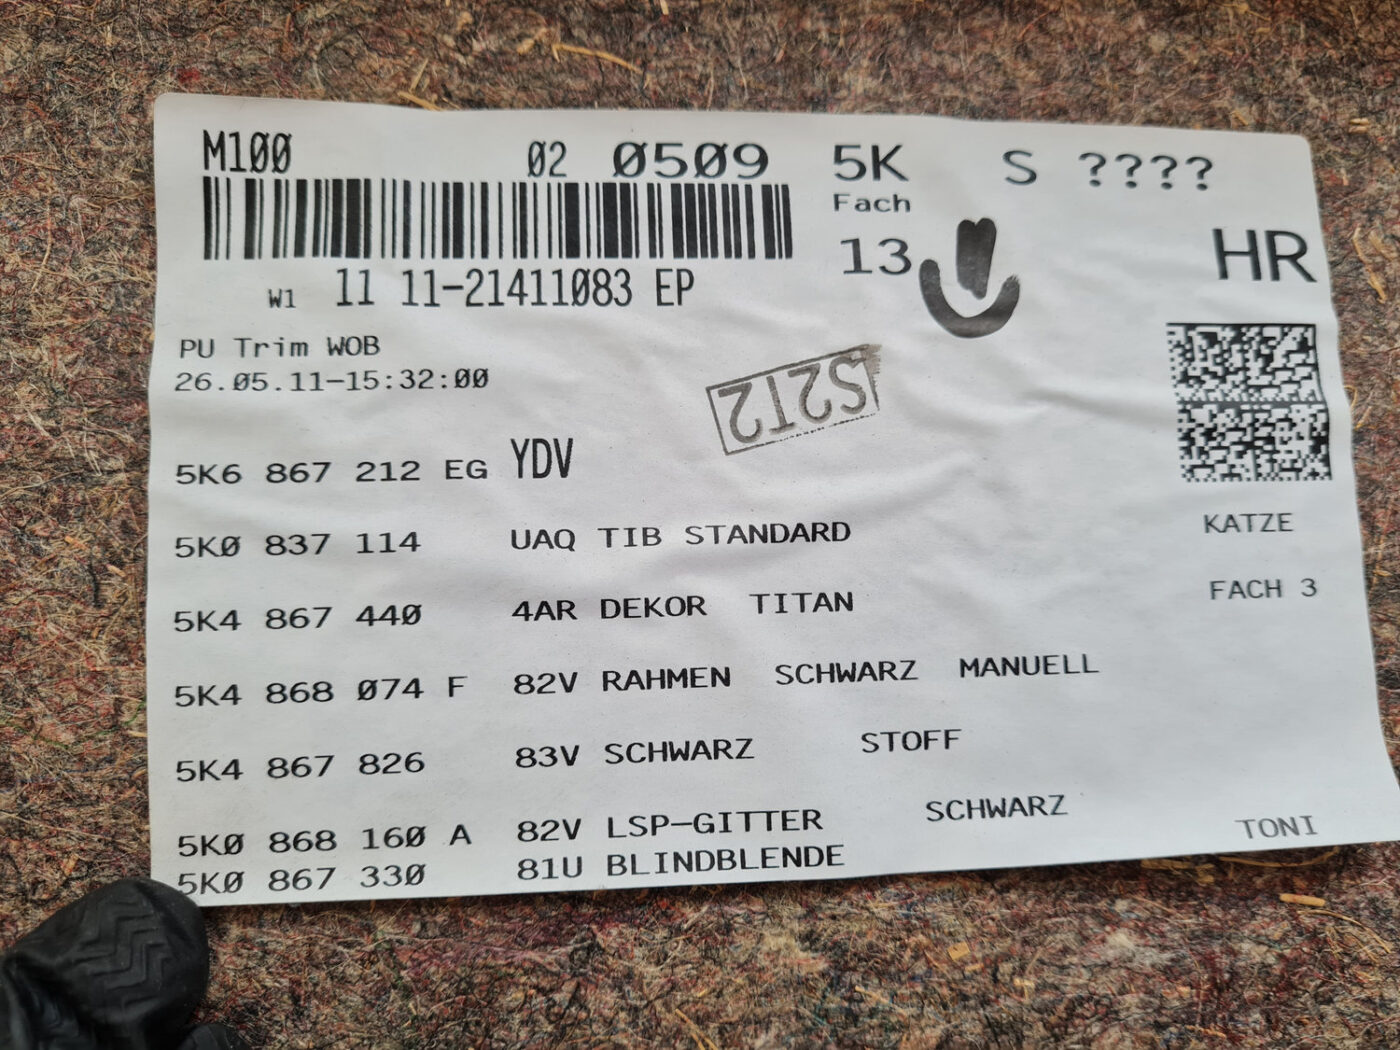 M100 02 0509 5K S ????
Fach
13
HR
W1 11 11-21411083 EP
PU Trim WOB
26.05.11-15:32:00
S2T2
5K6 867 212 EG YDV
5K0 837 114 UAQ TIB STANDARD KATZE
5K4 867 440 4AR DEKOR TITAN FACH 3
5K4 868 074 F 82V RAHMEN SCHWARZ MANUELL
5K4 867 826 83V SCHWARZ STOFF
5K0 868 160 A 82V LSP-GITTER SCHWARZ TONI
5K0 867 330 81U BLINDBLENDE